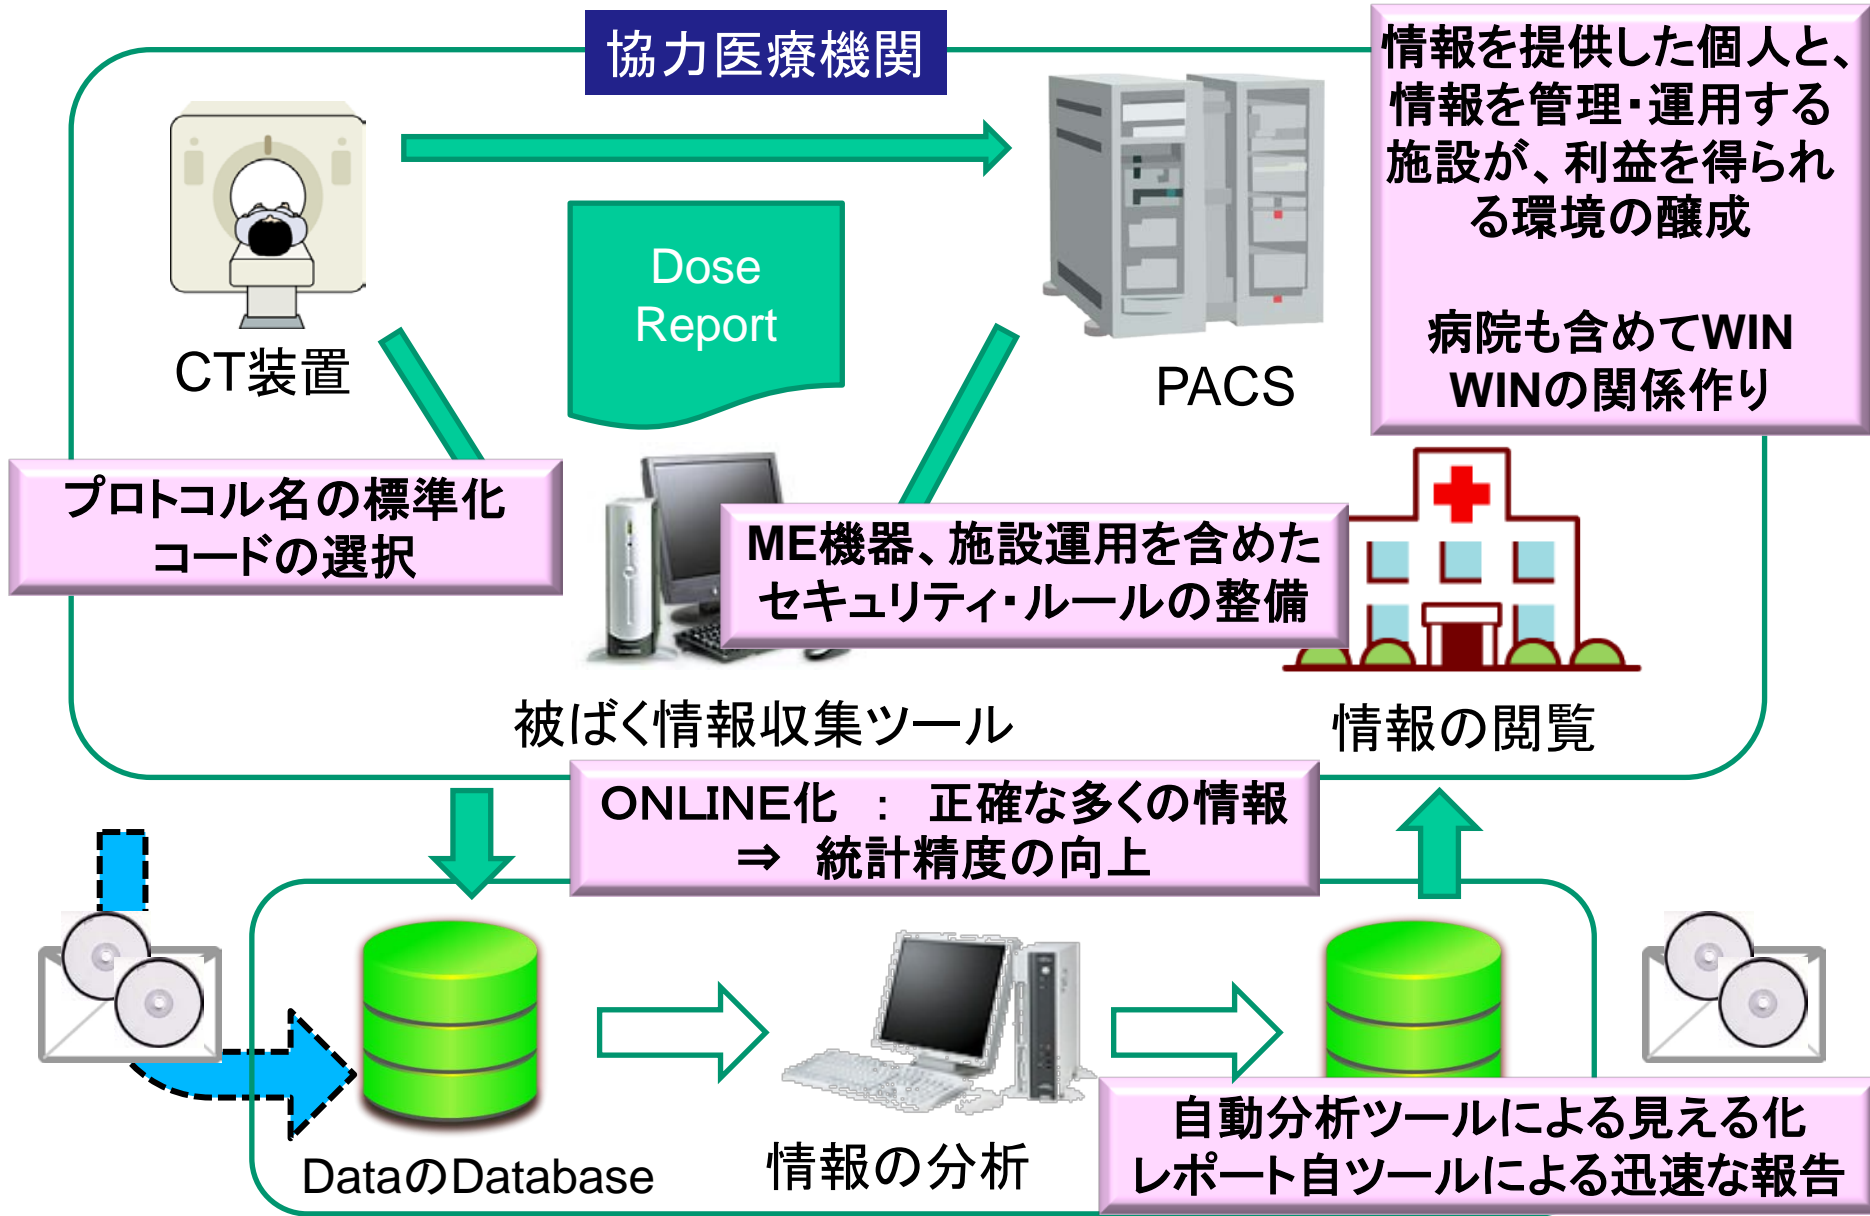 協力医療機関
情報を提供した個人と、
情報を管理・運用する
施設が、利益を得られ
る環境の醸成
病院も含めてWIN
WINの関係作り
Dose
Report
CT装置
PACS
プロトコル名の標準化
コードの選択
ME機器、施設運用を含めた
セキュリティ・ルールの整備
被ばく情報収集ツール
情報の閲覧
ONLINE化 : 正確な多くの情報
⇒ 統計精度の向上
DataのDatabase
情報の分析
自動分析ツールによる見える化
レポート自ツールによる迅速な報告